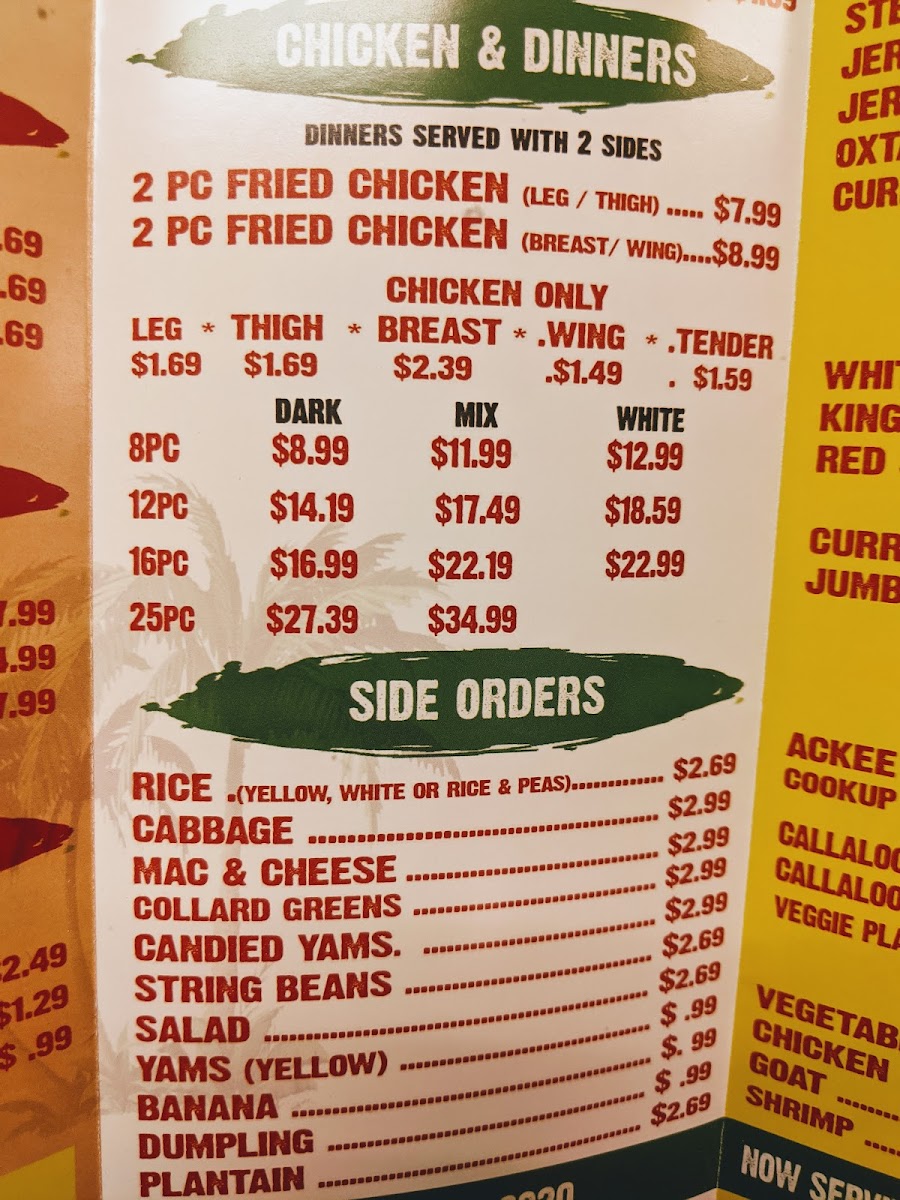 .69
.69
.69
7.99
4.99
7.99
$2.49
$1.29
$ .99
CHICKEN & DINNERS
DINNERS SERVED WITH 2 SIDES
2 PC FRIED CHICKEN (LEG / THIGH) ..... $7.99
2 PC FRIED CHICKEN (BREAST/ WING)....$8.99
CHICKEN ONLY
LEG * THIGH * BREAST * .WING * .TENDER
$1.69 $1.69 $2.39 .$1.49 . $1.59
DARK MIX WHITE
8PC $8.99 $11.99 $12.99
12PC $14.19 $17.49 $18.59
16PC $16.99 $22.19 $22.99
25PC $27.39 $34.99
SIDE ORDERS
RICE .(YELLOW, WHITE OR RICE & PEAS)............. $2.69
CABBAGE ............ $2.99
MAC & CHEESE ............ $2.99
COLLARD GREENS ............ $2.99
CANDIED YAMS. ............ $2.99
STRING BEANS ............ $2.69
SALAD ............ $2.69
YAMS (YELLOW) ............ $ .99
BANANA ............ $. 99
DUMPLING ............ $ .99
PLANTAIN ............ $2.69
STE
JER
JER
OXTA
CUR
WHIT
KING
RED
CURR
JUMB
ACKEE
COOKUP
CALLALOO
CALLALOO
VEGGIE PLA
VEGETAB
CHICKEN
GOAT ........
SHRIMP .....
NOW SERVIN